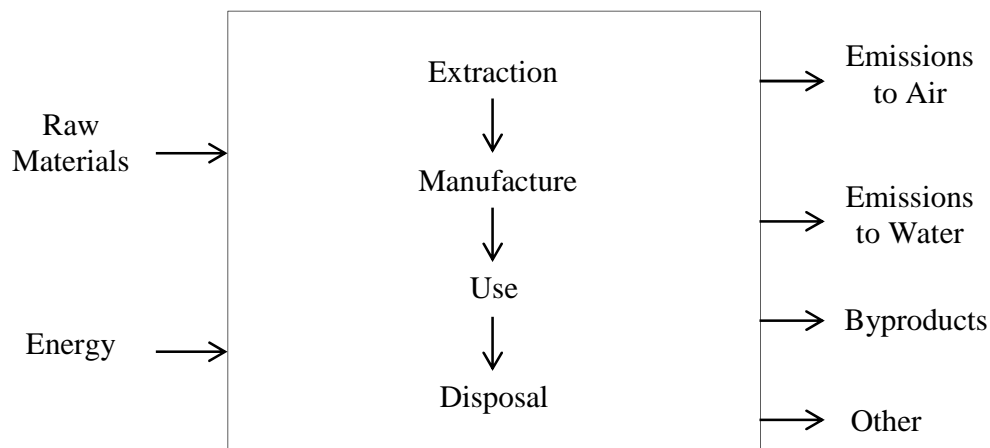 Raw
Materials
Energy
Extraction
Manufacture
Use
Disposal
Emissions
to Air
Emissions
to Water
Byproducts
Other